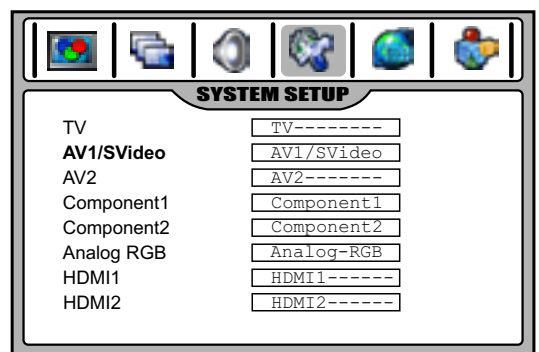 SYSTEM SETUP
TV TV--------
AV1/SVideo AV1/SVideo
AV2 AV2-------
Component1 Component1
Component2 Component2
Analog RGB Analog-RGB
HDMI1 HDMI1------
HDMI2 HDMI2------